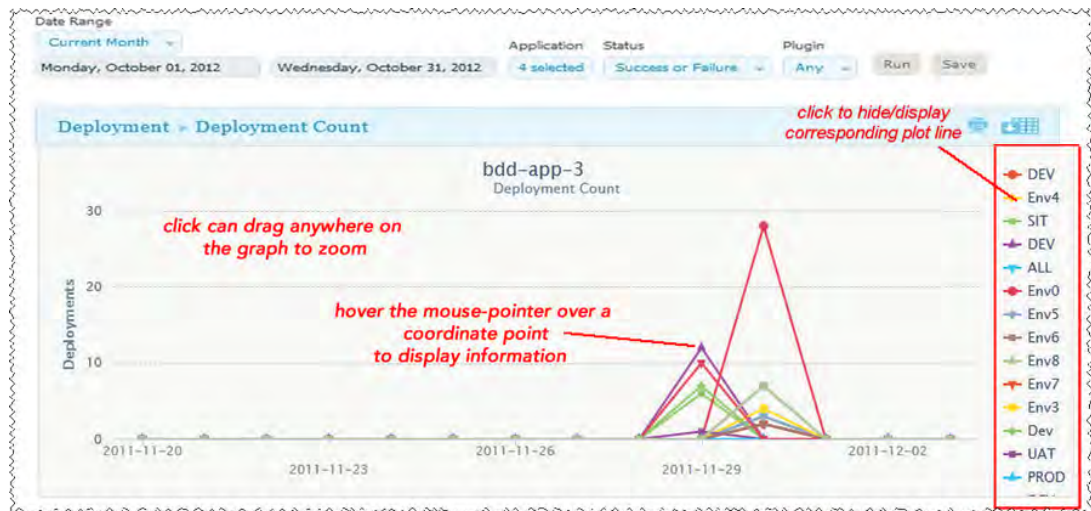 Date Range
Current Month
Application Status Plugin
Monday, October 01, 2012 Wednesday, October 31, 2012 4 selected Success or Failure Any Run Save
click to hide/display
corresponding plot line
Deployment » Deployment Count
bdd-app-3
Deployment Count
click can drag anywhere on
the graph to zoom
hover the mouse-pointer over a
coordinate point
to display information
Deployments
30
20
10
0
2011-11-20
2011-11-23
2011-11-26
2011-11-29
2011-12-02
DEV
Env4
SIT
DEV
ALL
Env0
Env5
Env6
Env8
Env7
Env3
Dev
UAT
PROD